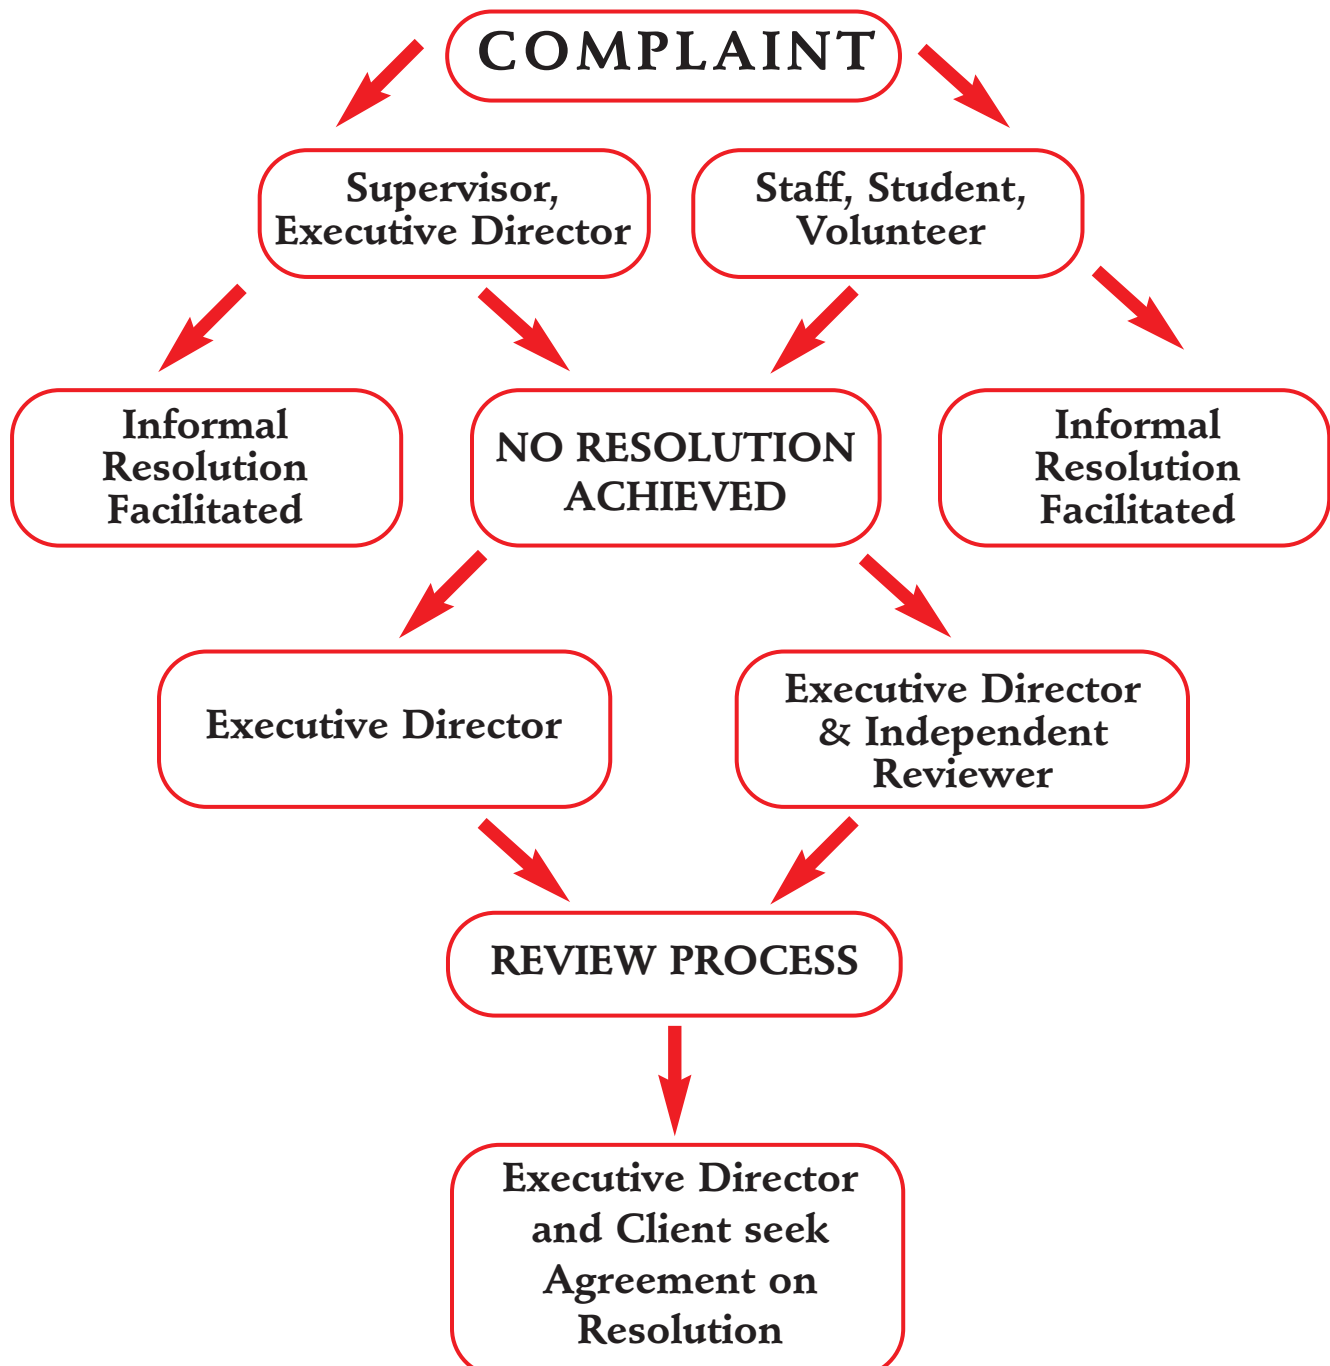 COMPLAINT
Supervisor,
Executive Director
Staff, Student,
Volunteer
Informal
Resolution
Facilitated
NO RESOLUTION
ACHIEVED
Informal
Resolution
Facilitated
Executive Director
Executive Director
& Independent
Reviewer
REVIEW PROCESS
Executive Director
and Client seek
Agreement on
Resolution